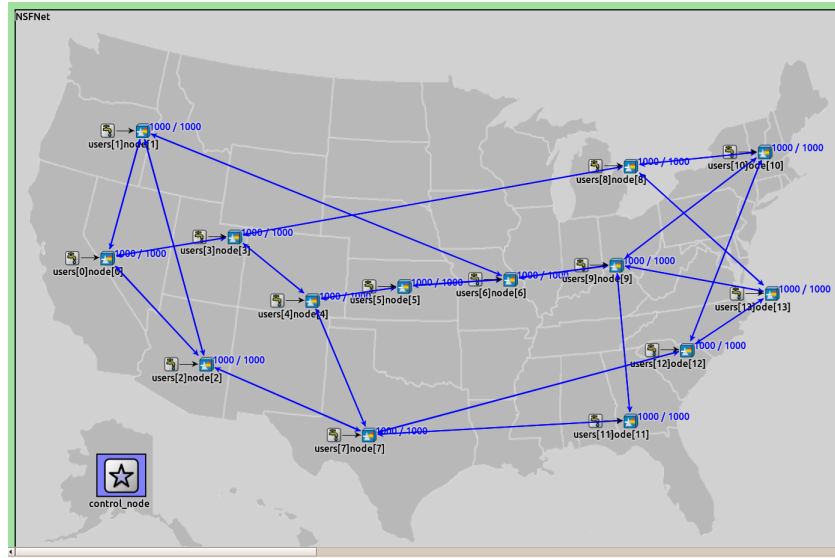 NSFNet
1000 / 1000
users[1]node[1]
1000 / 1000
users[10]ode[10]
1000 / 1000
users[8]node[8]
1000 / 1000
users[3]node[3]
1000 / 1000
users[0]node[0]
1000 / 1000
users[9]node[9]
1000 / 1000
users[6]node[6]
1000 / 1000
users[5]node[5]
1000 / 1000
users[4]node[4]
1000 / 1000
users[13]ode[13]
1000 / 1000
users[12]ode[12]
1000 / 1000
users[2]node[2]
1000 / 1000
users[11]ode[11]
1000 / 1000
users[7]node[7]
control_node